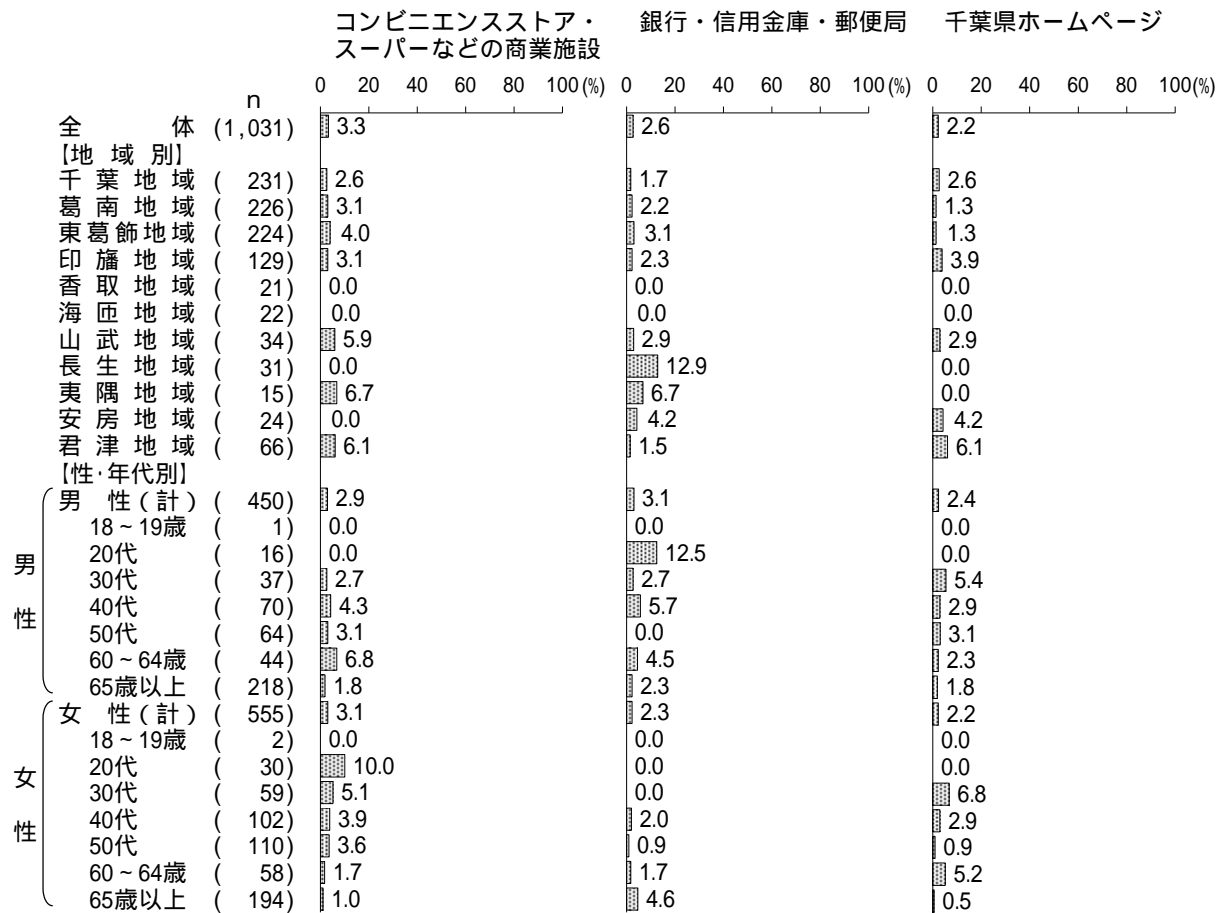 コンビニエンスストア・
スーパーなどの商業施設
銀行・信用金庫・郵便局
千葉県ホームページ
0 20 40 60 80 100(%) 0 20 40 60 80 100(%) 0 20 40 60 80 100(%)
n
全体 (1,031) 3.3 2.6 2.2
【地域別】
千葉地域 ( 231) 2.6 1.7 2.6
葛南地域 ( 226) 3.1 2.2 1.3
東葛飾地域 ( 224) 4.0 3.1 1.3
印旛地域 ( 129) 3.1 2.3 3.9
香取地域 ( 21) 0.0 0.0 0.0
海匝地域 ( 22) 0.0 0.0 0.0
山武地域 ( 34) 5.9 2.9 2.9
長生地域 ( 31) 0.0 12.9 0.0
夷隅地域 ( 15) 6.7 6.7 0.0
安房地域 ( 24) 0.0 4.2 4.2
君津地域 ( 66) 6.1 1.5 6.1
【性・年代別】
男性
男性(計) ( 450) 2.9 3.1 2.4
18~19歳 ( 1) 0.0 0.0 0.0
20代 ( 16) 0.0 12.5 0.0
30代 ( 37) 2.7 2.7 5.4
40代 ( 70) 4.3 5.7 2.9
50代 ( 64) 3.1 0.0 3.1
60~64歳 ( 44) 6.8 4.5 2.3
65歳以上 ( 218) 1.8 2.3 1.8
女性
女性(計) ( 555) 3.1 2.3 2.2
18~19歳 ( 2) 0.0 0.0 0.0
20代 ( 30) 10.0 0.0 0.0
30代 ( 59) 5.1 0.0 6.8
40代 ( 102) 3.9 2.0 2.9
50代 ( 110) 3.6 0.9 0.9
60~64歳 ( 58) 1.7 1.7 5.2
65歳以上 ( 194) 1.0 4.6 0.5